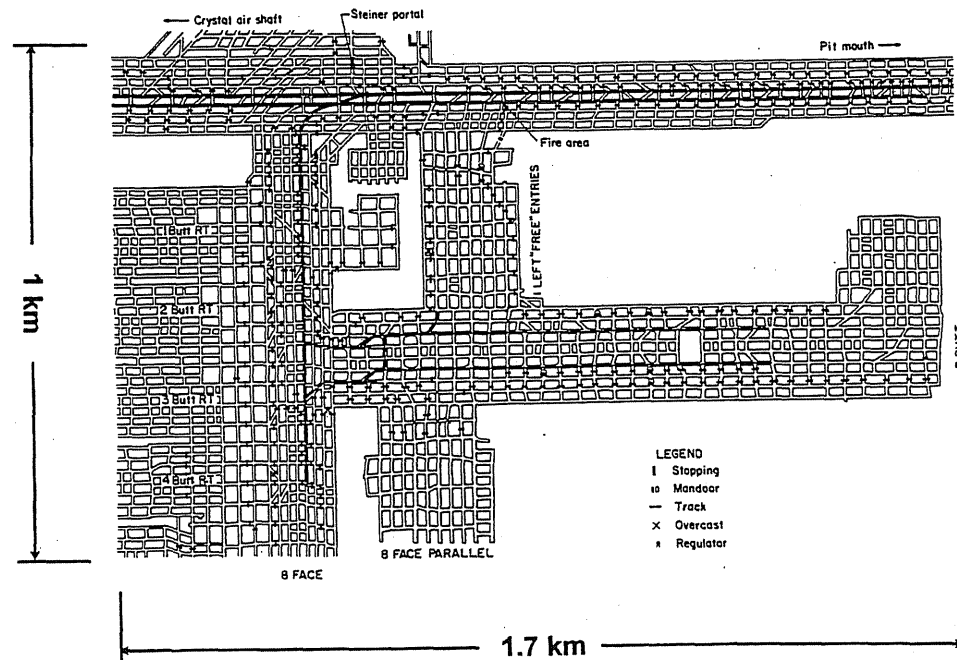 Crystal air shaft
Steiner portal
Pit mouth
Fire area
1 LEFT "FREE" ENTRIES
1 Butt RT
2 Butt RT
3 Butt RT
4 Butt RT
1 km
LEGEND
Stopping
Mandoor
Track
Overcast
Regulator
8 FACE PARALLEL
8 FACE
1.7 km